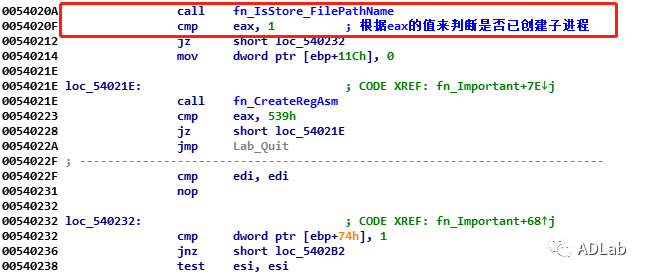 0054020A call fn_IsStore_FilePathName
0054020F cmp eax, 1 ; 根据eax的值来判断是否已创建子进程
00540212 jz short loc_540232
00540214 mov dword ptr [ebp+11Ch], 0
0054021E
0054021E loc_54021E: ; CODE XREF: fn_Important+7E↓j
0054021E call fn_CreateRegAsm
00540223 cmp eax, 539h
00540228 jz short loc_54021E
0054022A jmp Lab_Quit
0054022F ; ---------------------------------------------------------------------------
0054022F cmp edi, edi
00540231 nop
00540232
00540232 loc_540232: ; CODE XREF: fn_Important+68↑j
00540232 cmp dword ptr [ebp+74h], 1
00540236 jnz short loc_5402B2
00540238 test esi, esi
ADLab